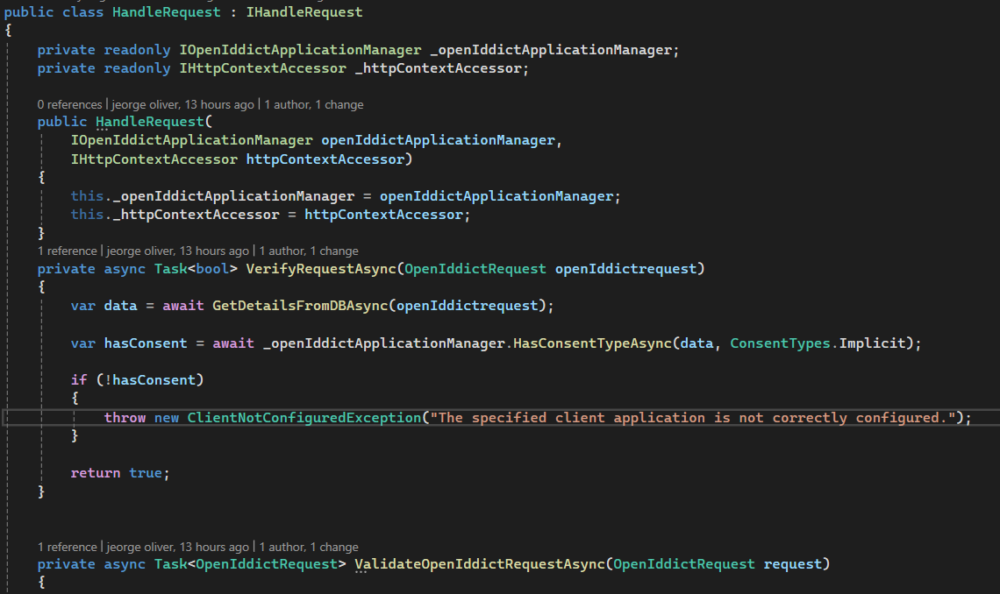 public class HandleRequest : IHandleRequest
{
private readonly IOpenIddictApplicationManager _openIddictApplicationManager;
private readonly IHttpContextAccessor _httpContextAccessor;
0 references | jeorge oliver, 13 hours ago | 1 author, 1 change
public HandleRequest(
IOpenIddictApplicationManager openIddictApplicationManager,
IHttpContextAccessor httpContextAccessor)
{
this._openIddictApplicationManager = openIddictApplicationManager;
this._httpContextAccessor = httpContextAccessor;
}
1 reference | jeorge oliver, 13 hours ago | 1 author, 1 change
private async Task<bool> VerifyRequestAsync(OpenIddictRequest openIddictrequest)
{
var data = await GetDetailsFromDBAsync(openIddictrequest);
var hasConsent = await _openIddictApplicationManager.HasConsentTypeAsync(data, ConsentTypes.Implicit);
if (!hasConsent)
{
throw new ClientNotConfiguredException("The specified client application is not correctly configured.");
}
return true;
}
1 reference | jeorge oliver, 13 hours ago | 1 author, 1 change
private async Task<OpenIddictRequest> ValidateOpenIddictRequestAsync(OpenIddictRequest request)
{